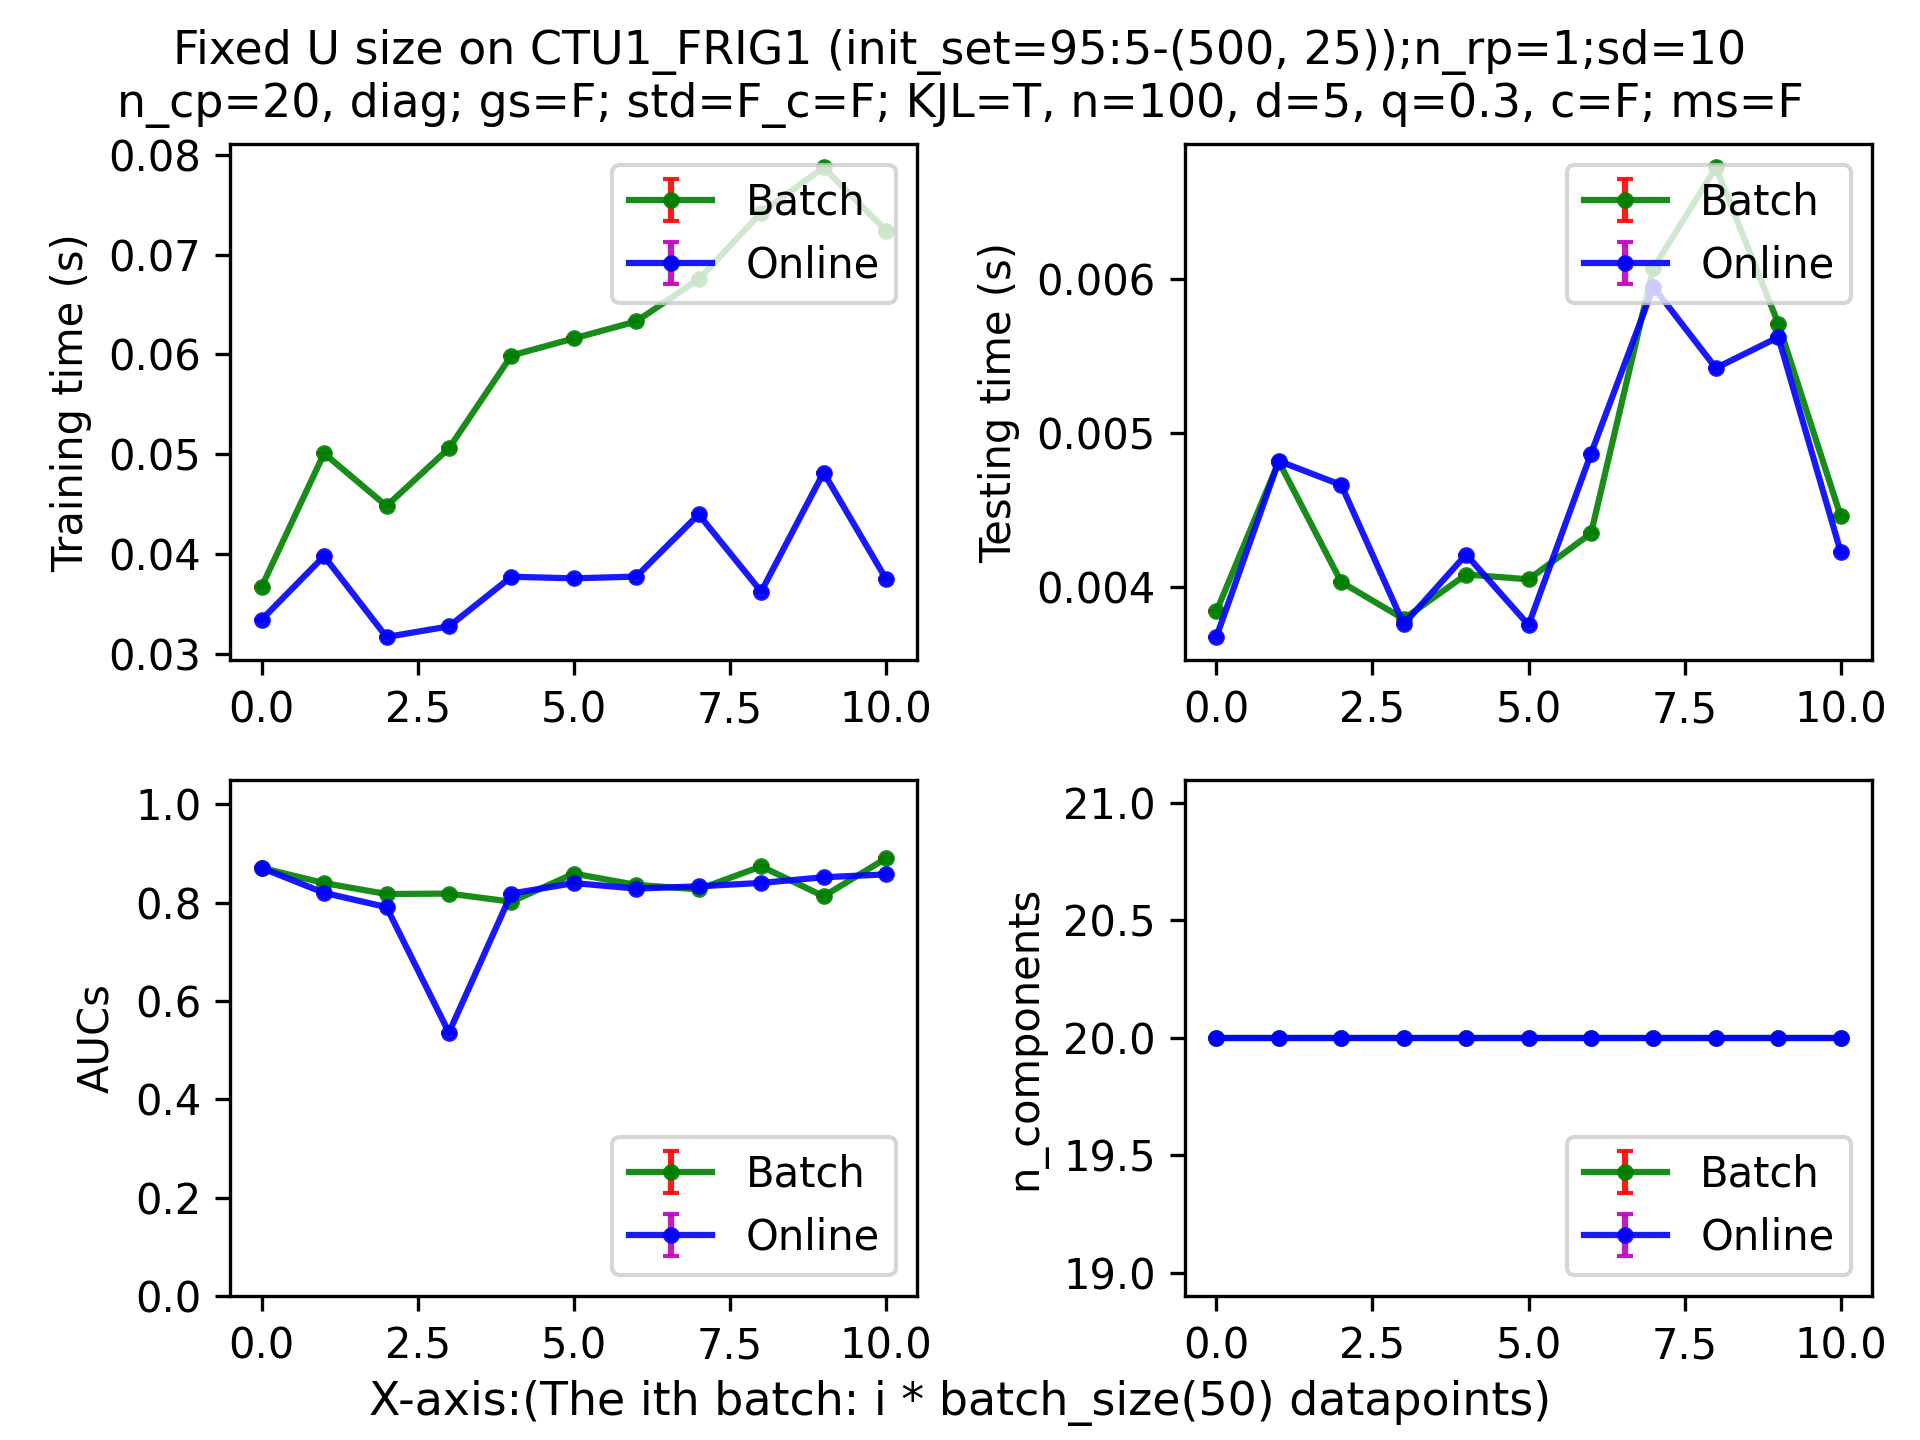 Fixed U size on CTU1_FRIG1 (init_set=95:5-(500, 25));n_rp=1;sd=10
n_cp=20, diag; gs=F; std=F_c=F; KJL=T, n=100, d=5, q=0.3, c=F; ms=F
Training time (s)
0.08
0.07
0.06
0.05
0.04
0.03
0.0 2.5 5.0 7.5 10.0
Batch
Online
Testing time (s)
0.006
0.005
0.004
0.0 2.5 5.0 7.5 10.0
Batch
Online
AUCs
1.0
0.8
0.6
0.4
0.2
0.0
0.0 2.5 5.0 7.5 10.0
Batch
Online
n_components
21.0
20.5
20.0
19.5
19.0
0.0 2.5 5.0 7.5 10.0
Batch
Online
X-axis:(The ith batch: i * batch_size(50) datapoints)